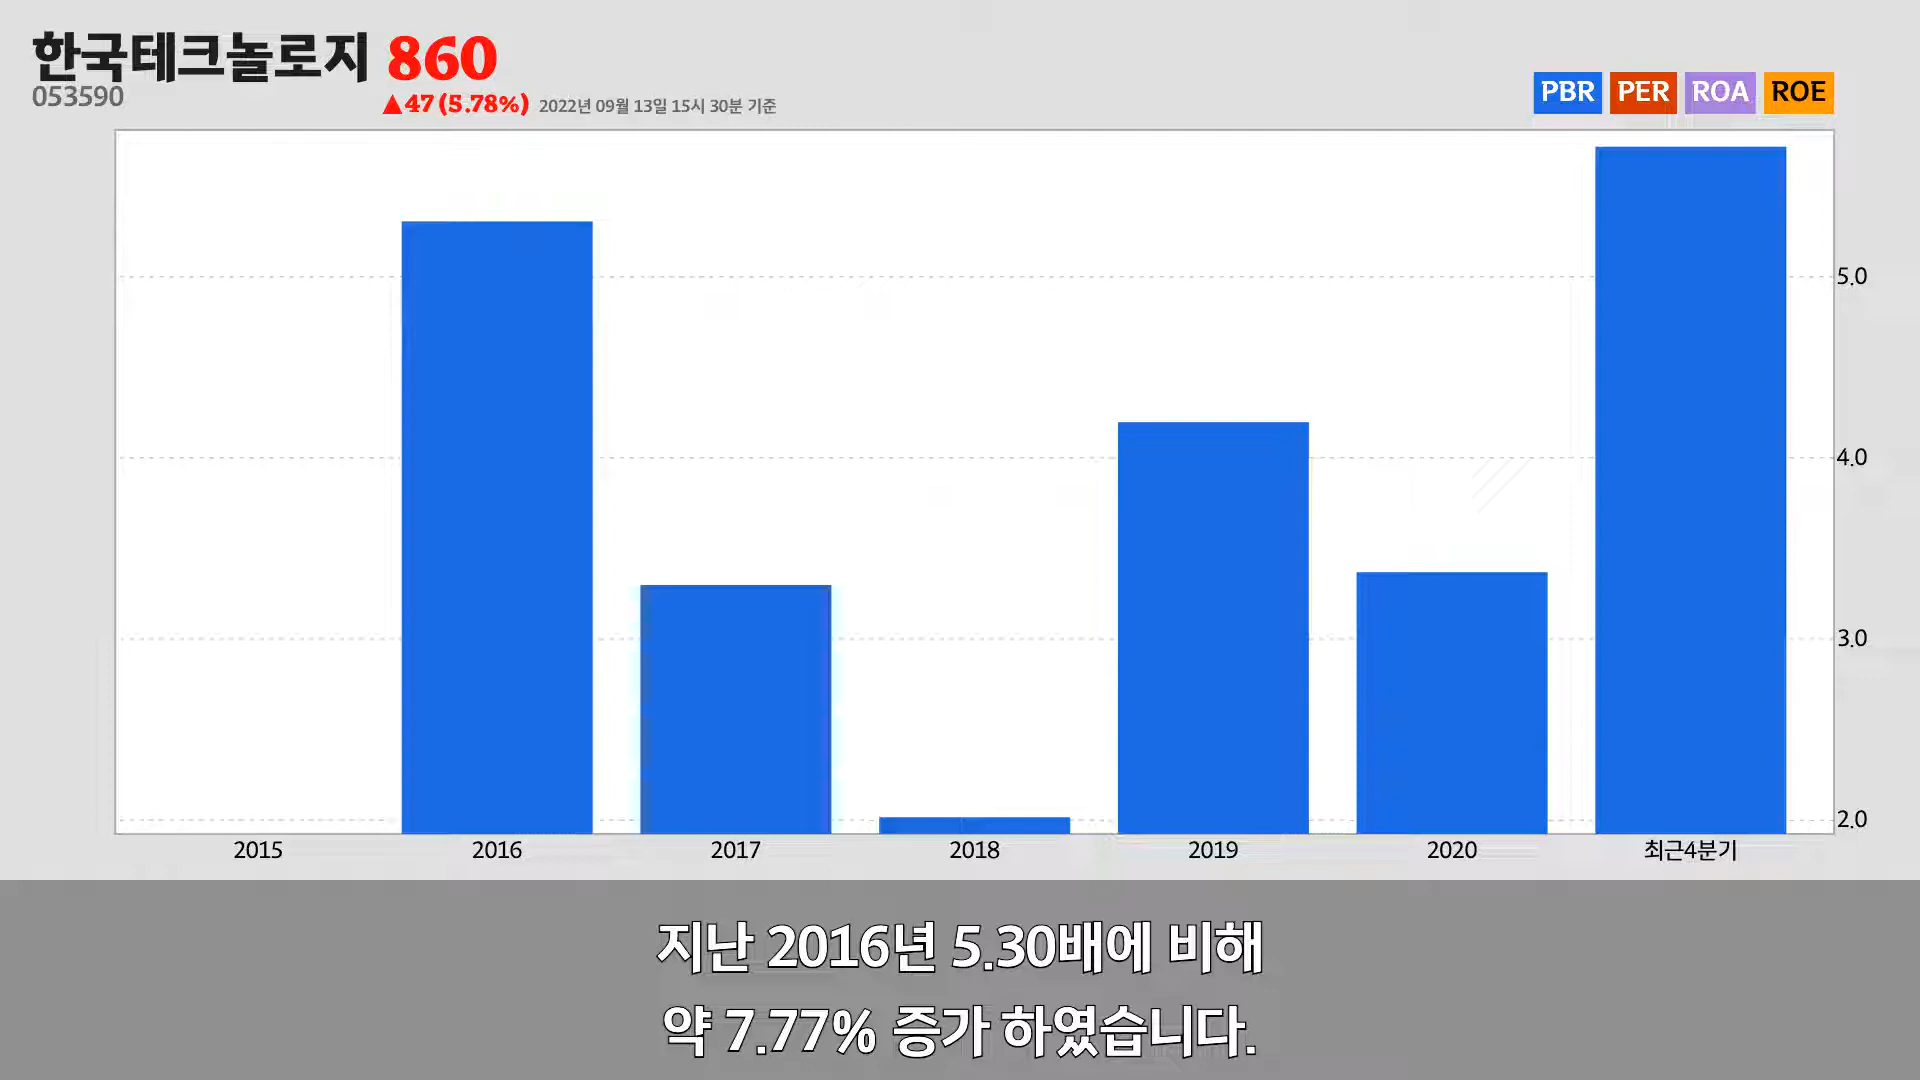 한국테크놀로지 860
053590
▲47 (5.78%) 2022년 09월 13일 15시 30분 기준
PBR PER ROA ROE
5.0
4.0
3.0
2.0
2015 2016 2017 2018 2019 2020 최근4분기
지난 2016년 5.30배에 비해
약 7.77% 증가 하였습니다.